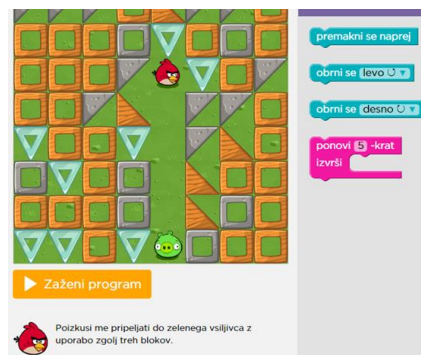 premakni se naprej
obrni se levo ↺ ▼
obrni se desno ↻ ▼
ponovi 5 -krat
izvrši
Zaženi program
Poizkusi me pripeljati do zelenega vsiljivca z
uporabo zgolj treh blokov.